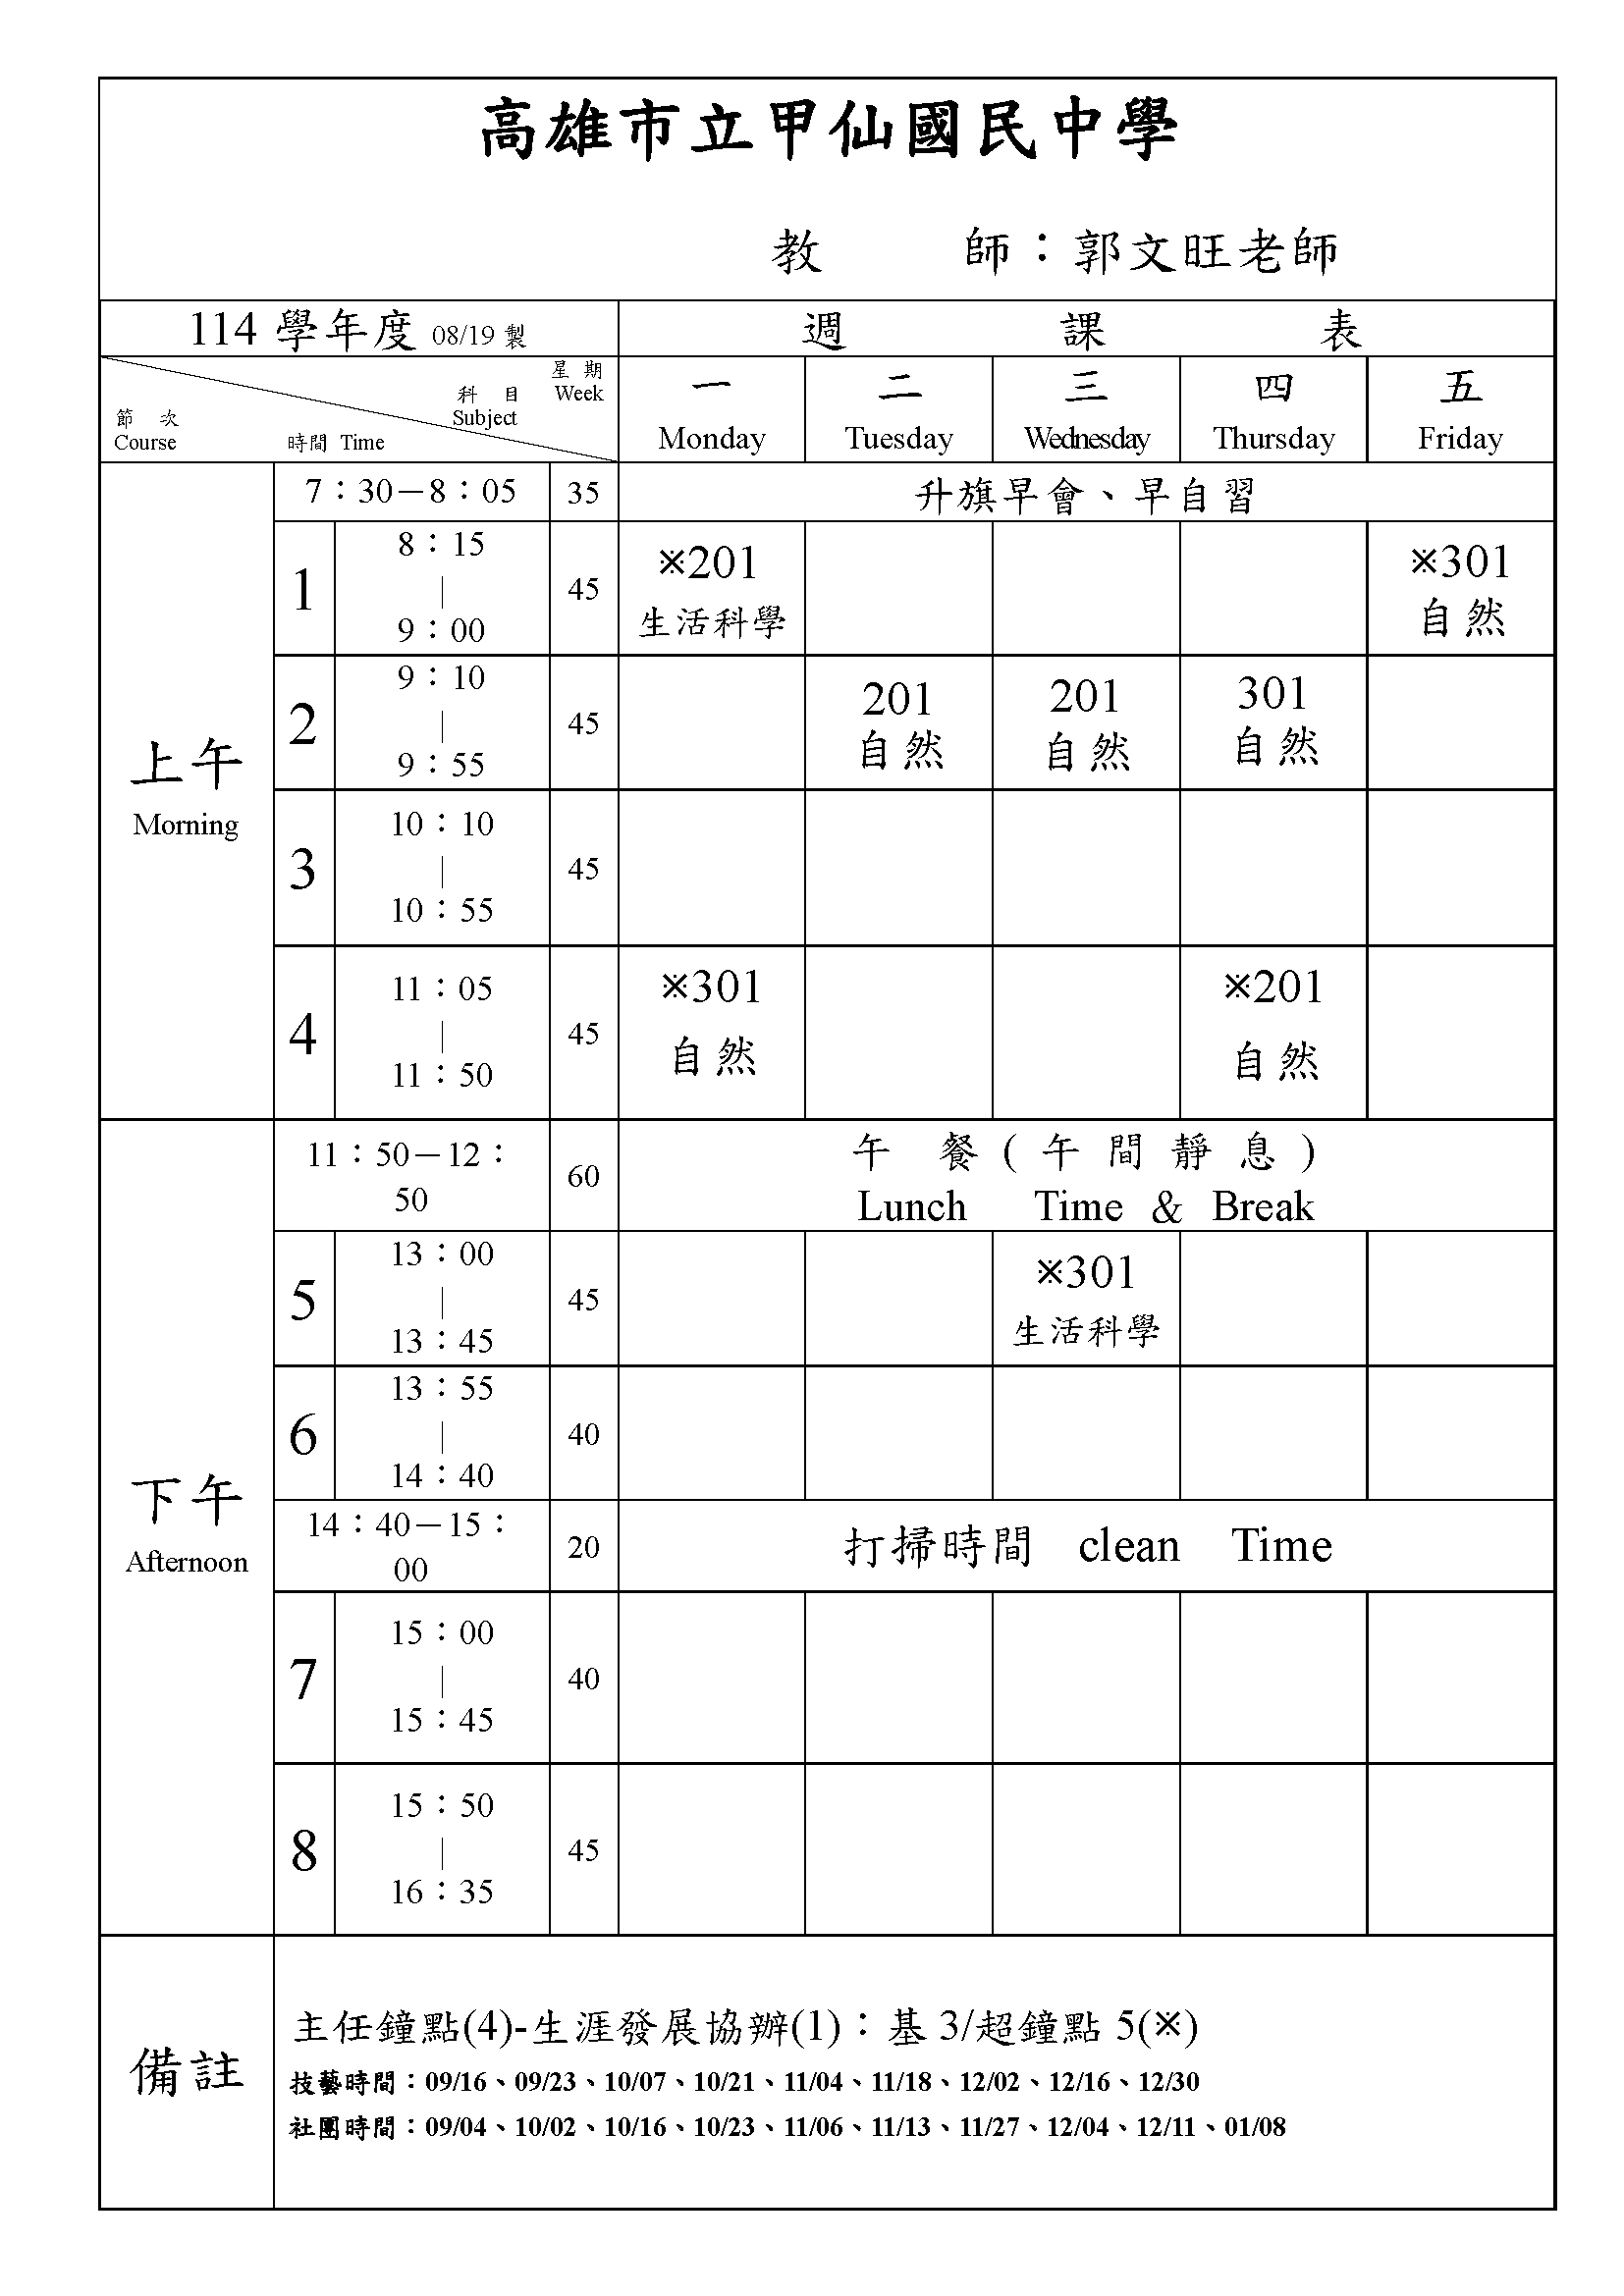 高雄市立甲仙國民中學
教　師：郭文旺老師
114 學年度 08/19 製
週　課　表
星 期
Week
科 目
Subject
節 次
Course
時間 Time
一
Monday
二
Tuesday
三
Wednesday
四
Thursday
五
Friday
上午
Morning
7：30－8：05
35
升旗早會、早自習
1
8：15
|
9：00
45
※201
生活科學
※301
自然
2
9：10
|
9：55
45
201
自然
201
自然
301
自然
3
10：10
|
10：55
45
4
11：05
|
11：50
45
※301
自然
※201
自然
下午
Afternoon
11：50－12：
50
60
午 餐 ( 午 間 靜 息 )
Lunch Time & Break
5
13：00
|
13：45
45
※301
生活科學
6
13：55
|
14：40
40
14：40－15：
00
20
打掃時間 clean Time
7
15：00
|
15：45
40
8
15：50
|
16：35
45
備註
主任鐘點(4)-生涯發展協辦(1)：基 3/超鐘點 5(※)
技藝時間：09/16、09/23、10/07、10/21、11/04、11/18、12/02、12/16、12/30
社團時間：09/04、10/02、10/16、10/23、11/06、11/13、11/27、12/04、12/11、01/08